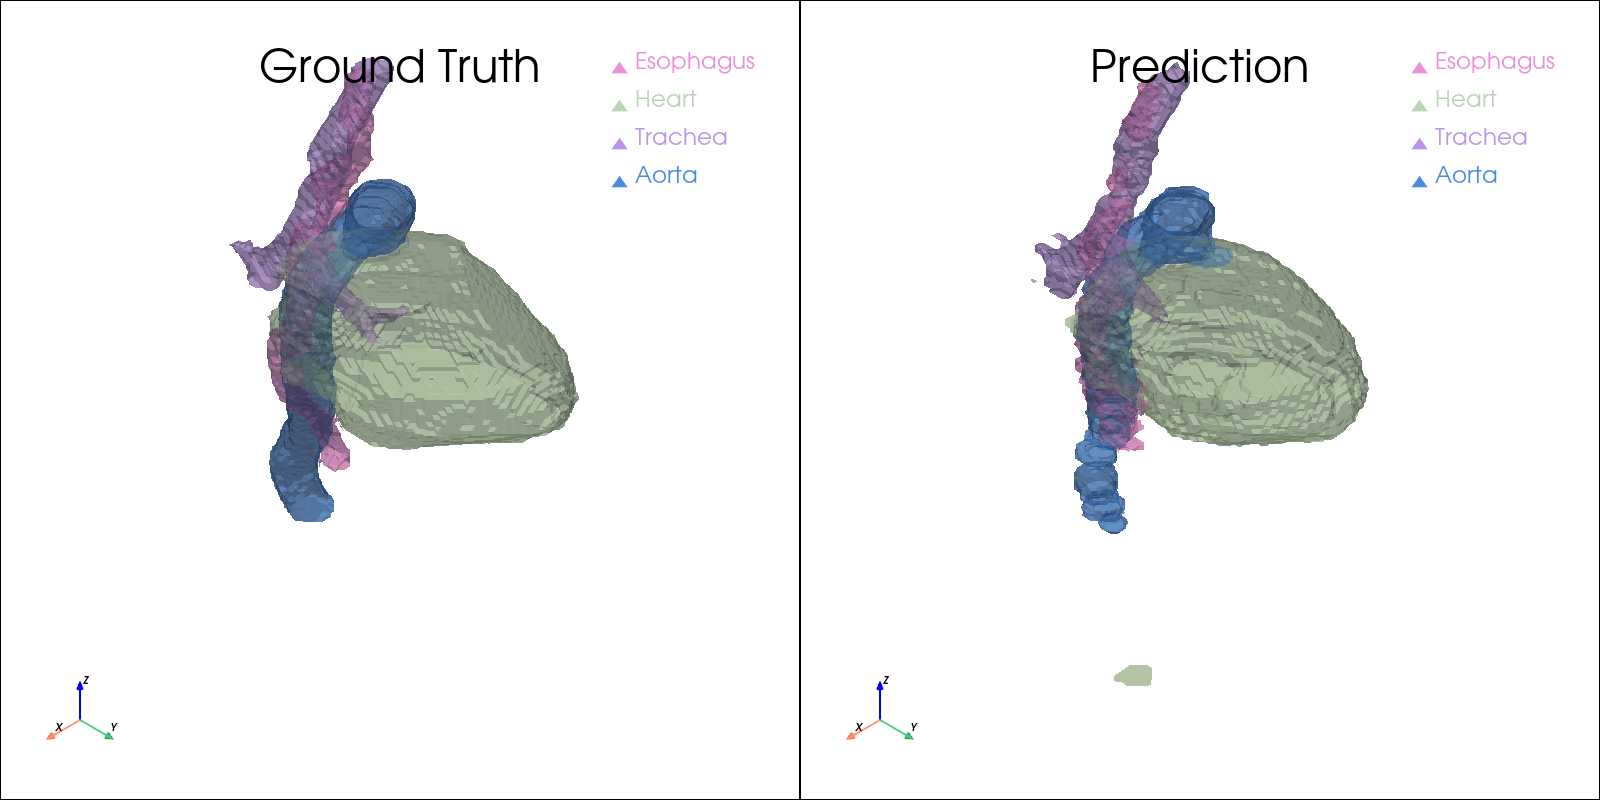 Ground Truth
Esophagus
Heart
Trachea
Aorta
Z
X
Y
Prediction
Esophagus
Heart
Trachea
Aorta
Z
X
Y